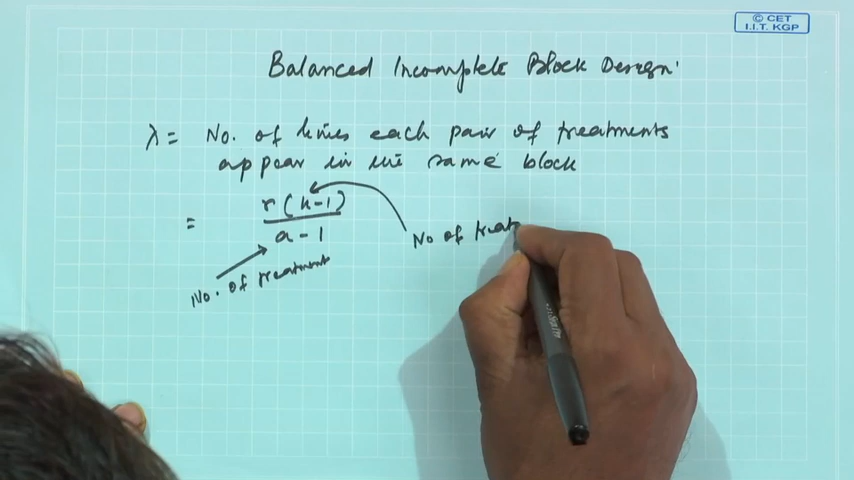 © CET
I.I.T. KGP
Balanced Incomplete Block Design
λ = No. of times each pair of treatments
appear in the same block
= r (k-1)
a - 1
No. of treatment
No of treat